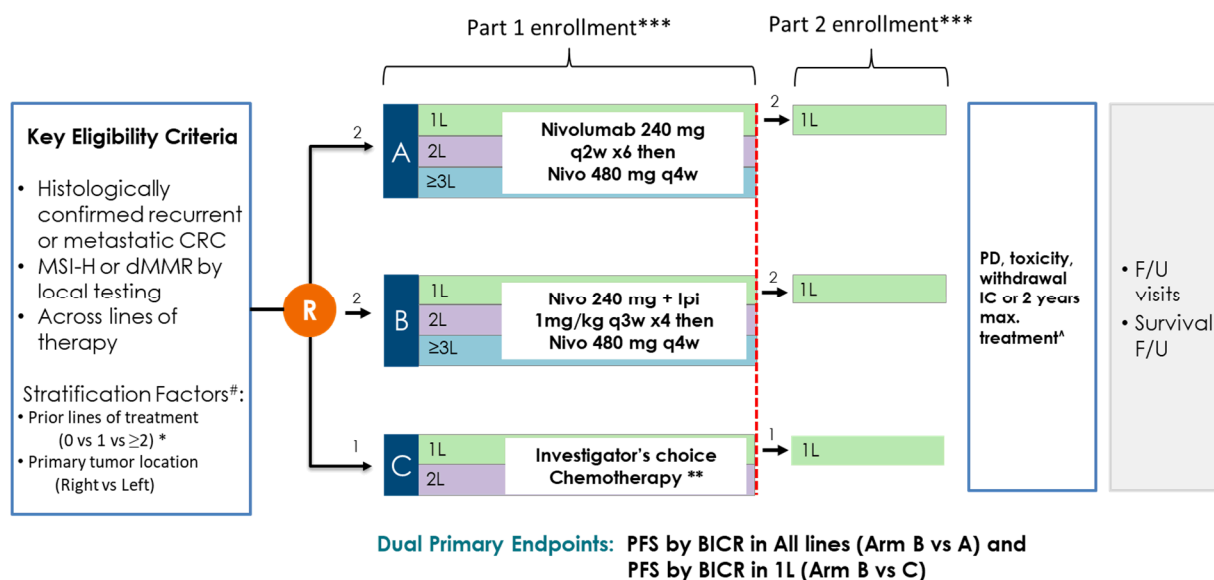 Part 1 enrollment***
Part 2 enrollment***
Key Eligibility Criteria
• Histologically
confirmed recurrent
or metastatic CRC
• MSI-H or dMMR by
local testing
• Across lines of
therapy
Stratification Factors#:
• Prior lines of treatment
(0 vs 1 vs ≥2) *
• Primary tumor location
(Right vs Left)
R
2
A
1L
2L
≥3L
Nivolumab 240 mg
q2w x6 then
Nivo 480 mg q4w
2
1L
2
B
1L
2L
≥3L
Nivo 240 mg + Ipi
1mg/kg q3w x4 then
Nivo 480 mg q4w
2
1L
1
C
1L
2L
Investigator's choice
Chemotherapy **
1
1L
PD, toxicity,
withdrawal
IC or 2 years
max.
treatment^
• F/U
visits
• Survival
F/U
Dual Primary Endpoints: PFS by BICR in All lines (Arm B vs A) and
PFS by BICR in 1L (Arm B vs C)